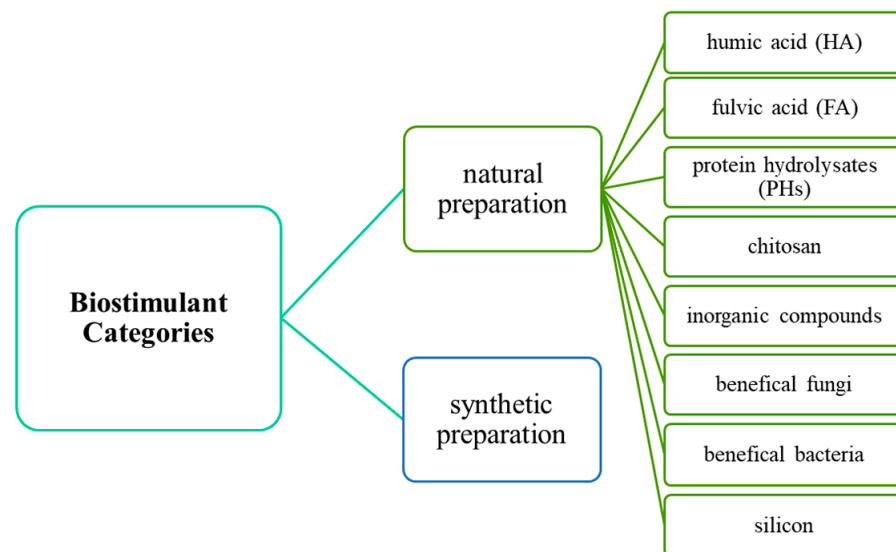 Biostimulant
Categories
natural
preparation
synthetic
preparation
humic acid (HA)
fulvic acid (FA)
protein hydrolysates
(PHs)
chitosan
inorganic compounds
benefical fungi
benefical bacteria
silicon